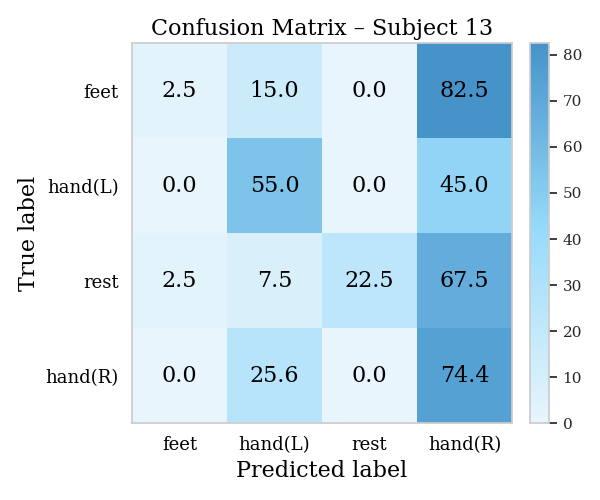 Confusion Matrix – Subject 13
True label
feet 2.5 15.0 0.0 82.5
hand(L) 0.0 55.0 0.0 45.0
rest 2.5 7.5 22.5 67.5
hand(R) 0.0 25.6 0.0 74.4
feet hand(L) rest hand(R)
Predicted label
80
70
60
50
40
30
20
10
0